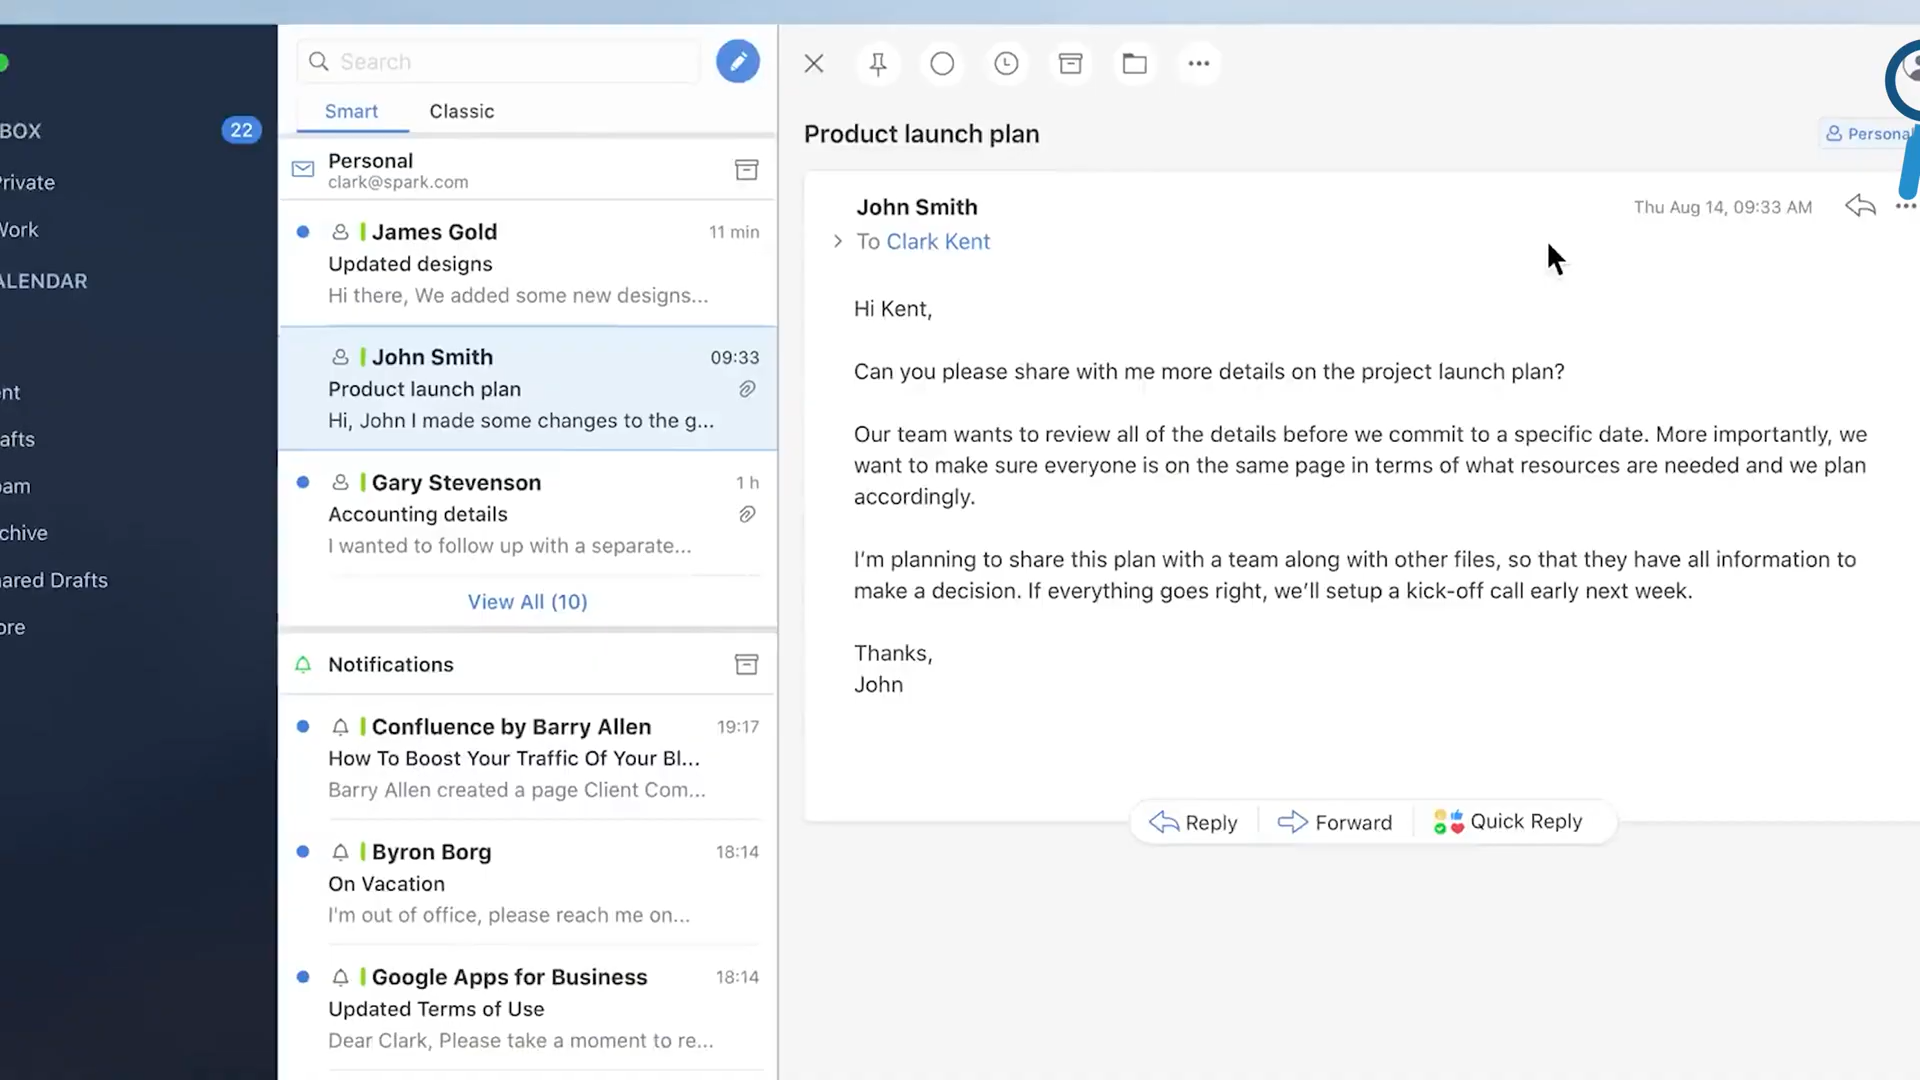 BOX
22
Private
Work
ALENDAR
nt
afts
pam
chive
ared Drafts
ore
Search
Smart
Classic
Personal
clark@spark.com
James Gold
11 min
Updated designs
Hi there, We added some new designs...
John Smith
09:33
Product launch plan
Hi, John I made some changes to the g...
Gary Stevenson
1 h
Accounting details
I wanted to follow up with a separate...
View All (10)
Notifications
Confluence by Barry Allen
19:17
How To Boost Your Traffic Of Your Bl...
Barry Allen created a page Client Com...
Byron Borg
18:14
On Vacation
I'm out of office, please reach me on...
Google Apps for Business
18:14
Updated Terms of Use
Dear Clark, Please take a moment to re...
Product launch plan
Personal
John Smith
Thu Aug 14, 09:33 AM
To Clark Kent
Hi Kent,
Can you please share with me more details on the project launch plan?
Our team wants to review all of the details before we commit to a specific date. More importantly, we
want to make sure everyone is on the same page in terms of what resources are needed and we plan
accordingly.
I’m planning to share this plan with a team along with other files, so that they have all information to
make a decision. If everything goes right, we’ll setup a kick-off call early next week.
Thanks,
John
Reply
Forward
Quick Reply